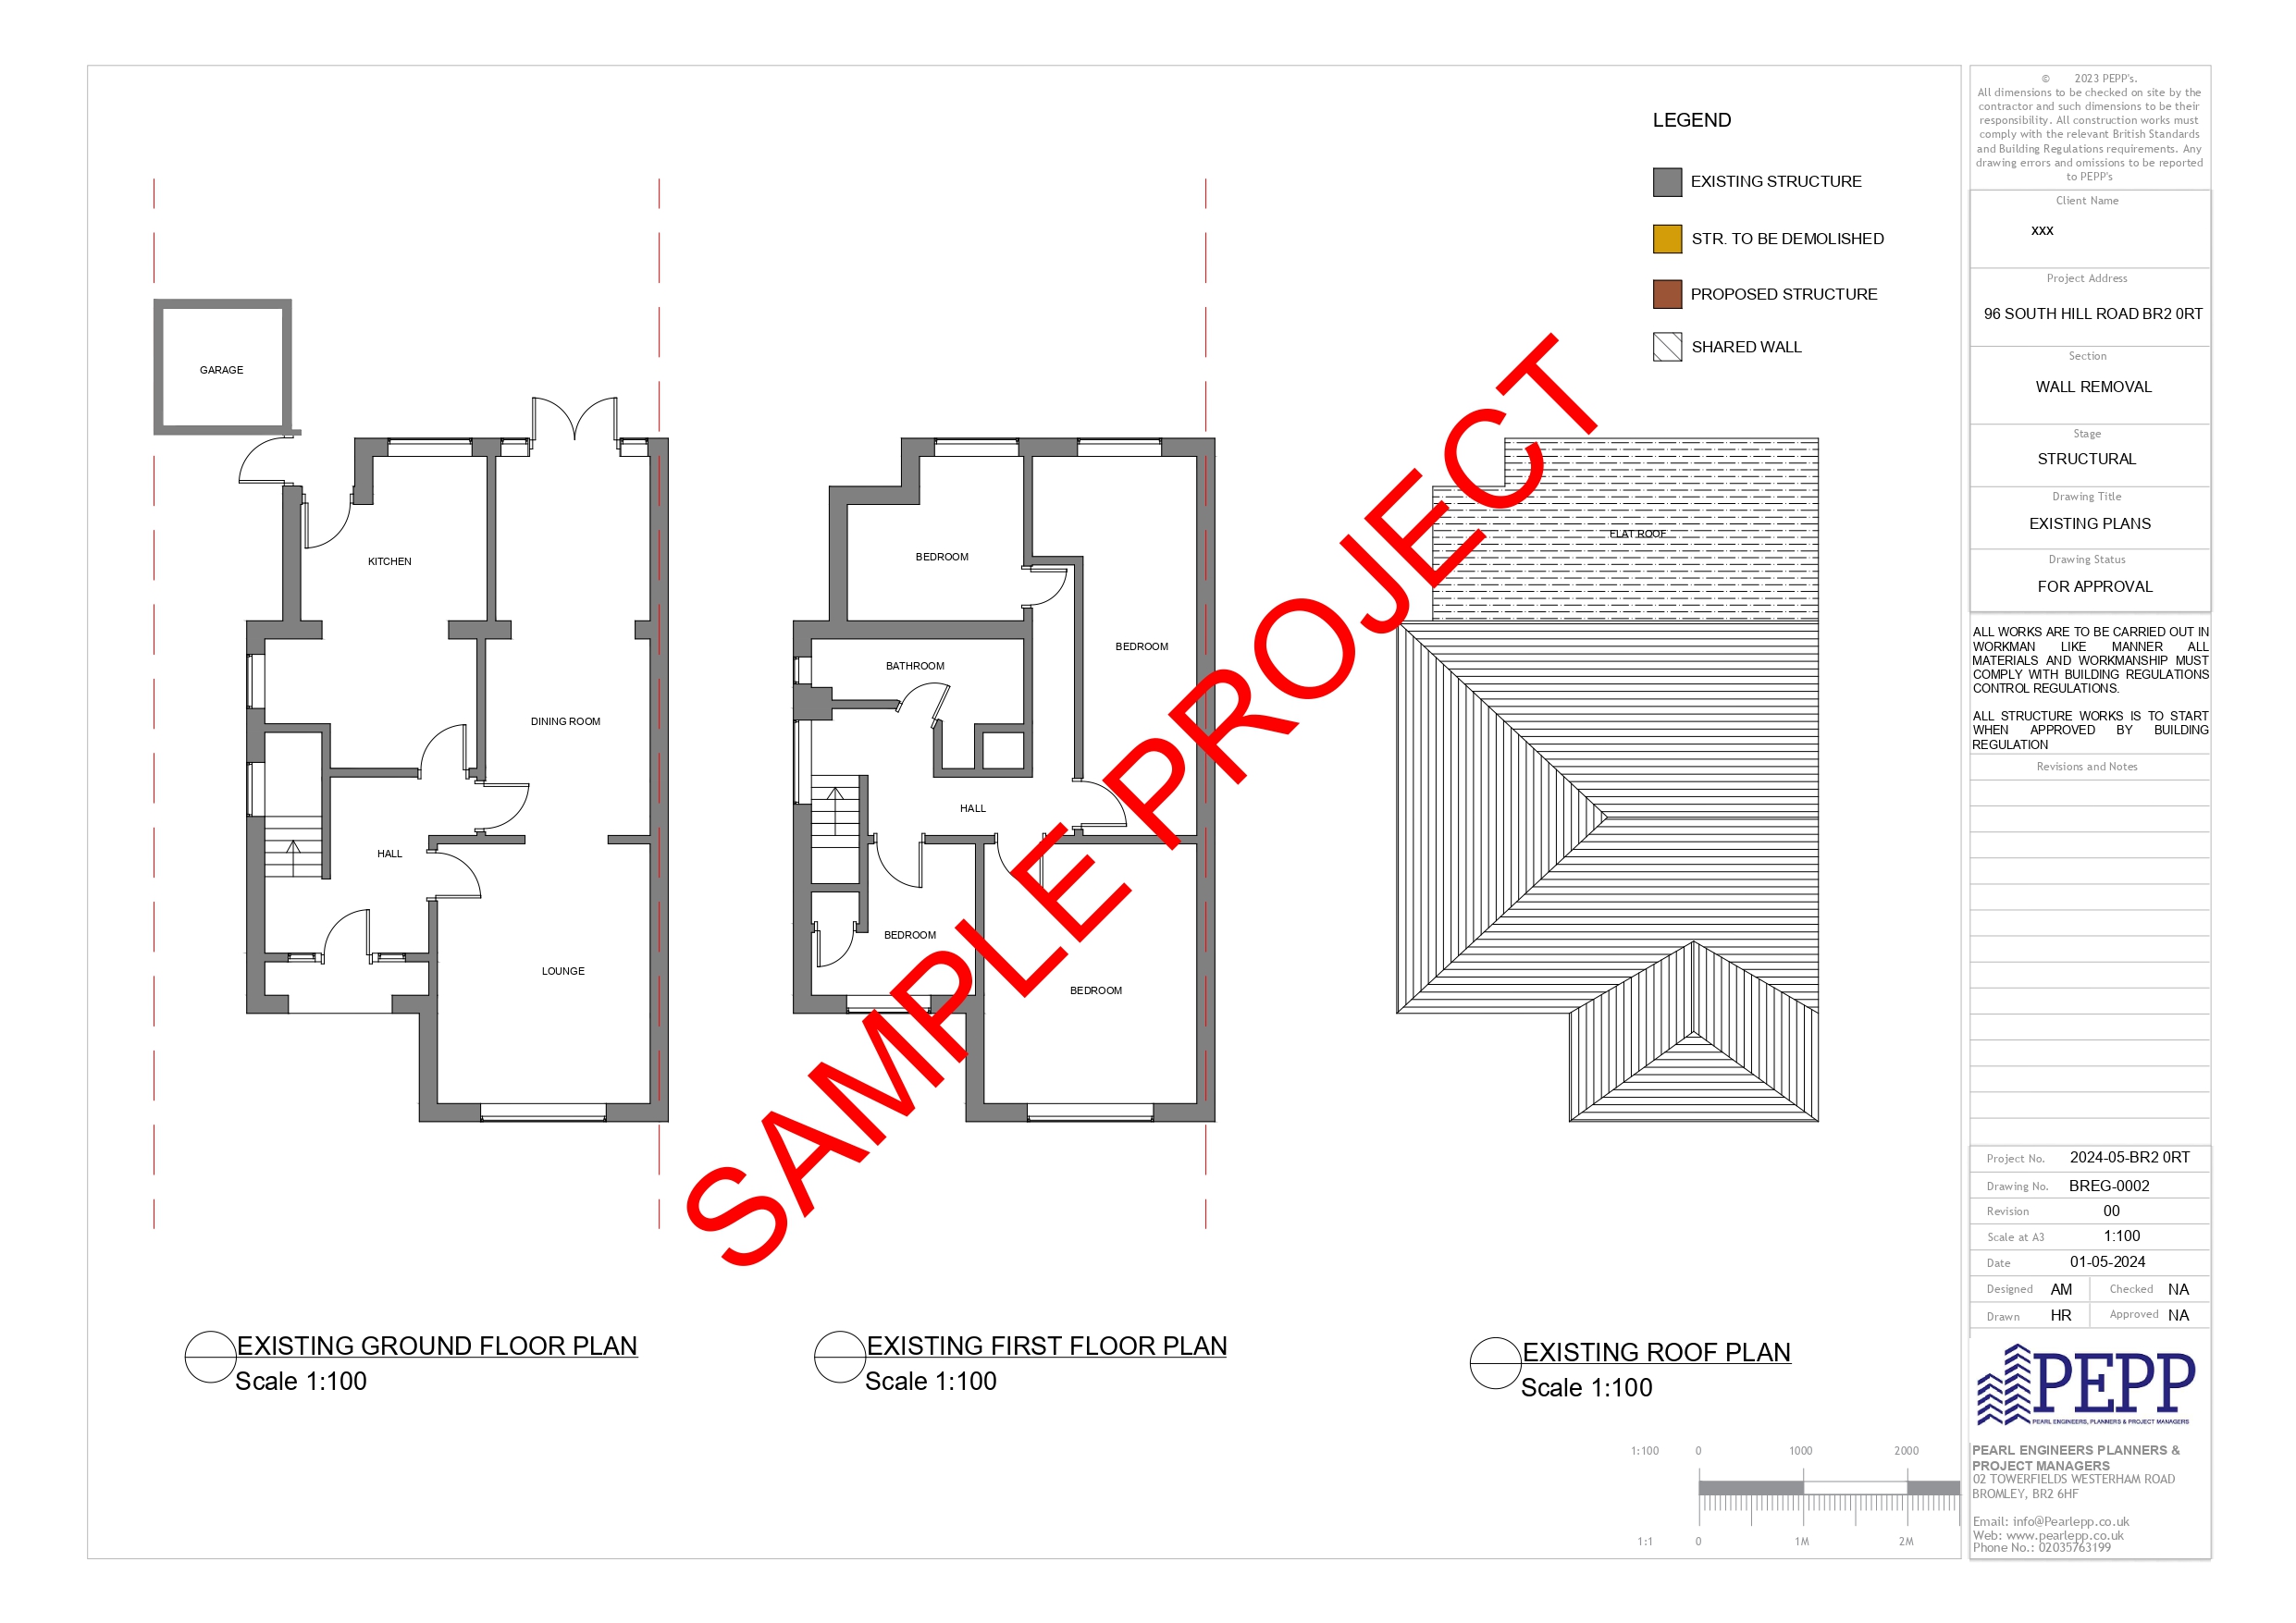 LEGEND
EXISTING STRUCTURE
STR. TO BE DEMOLISHED
PROPOSED STRUCTURE
SHARED WALL
GARAGE
KITCHEN
DINING ROOM
HALL
LOUNGE
BEDROOM
BATHROOM
BEDROOM
HALL
BEDROOM
BEDROOM
FLAT ROOF
SAMPLE PROJECT
EXISTING GROUND FLOOR PLAN
Scale 1:100
EXISTING FIRST FLOOR PLAN
Scale 1:100
EXISTING ROOF PLAN
Scale 1:100
1:100 0 1000 2000
1:1 0 1M 2M
© 2023 PEPP's.
All dimensions to be checked on site by the
contractor and such dimensions to be their
responsibility. All construction works must
comply with the relevant British Standards
and Building Regulations requirements. Any
drawing errors and omissions to be reported
to PEPP's
Client Name
xxx
Project Address
96 SOUTH HILL ROAD BR2 0RT
Section
WALL REMOVAL
Stage
STRUCTURAL
Drawing Title
EXISTING PLANS
Drawing Status
FOR APPROVAL
ALL WORKS ARE TO BE CARRIED OUT IN
WORKMAN LIKE MANNER ALL
MATERIALS AND WORKMANSHIP MUST
COMPLY WITH BUILDING REGULATIONS
CONTROL REGULATIONS.
ALL STRUCTURE WORKS IS TO START
WHEN APPROVED BY BUILDING
REGULATION
Revisions and Notes
Project No. 2024-05-BR2 0RT
Drawing No. BREG-0002
Revision 00
Scale at A3 1:100
Date 01-05-2024
Designed AM Checked NA
Drawn HR Approved NA
PEPP
PEARL ENGINEERS, PLANNERS & PROJECT MANAGERS
PEARL ENGINEERS PLANNERS &
PROJECT MANAGERS
02 TOWERFIELDS WESTERHAM ROAD
BROMLEY, BR2 6HF
Email: info@Pearlepp.co.uk
Web: www.pearlepp.co.uk
Phone No.: 02035763199